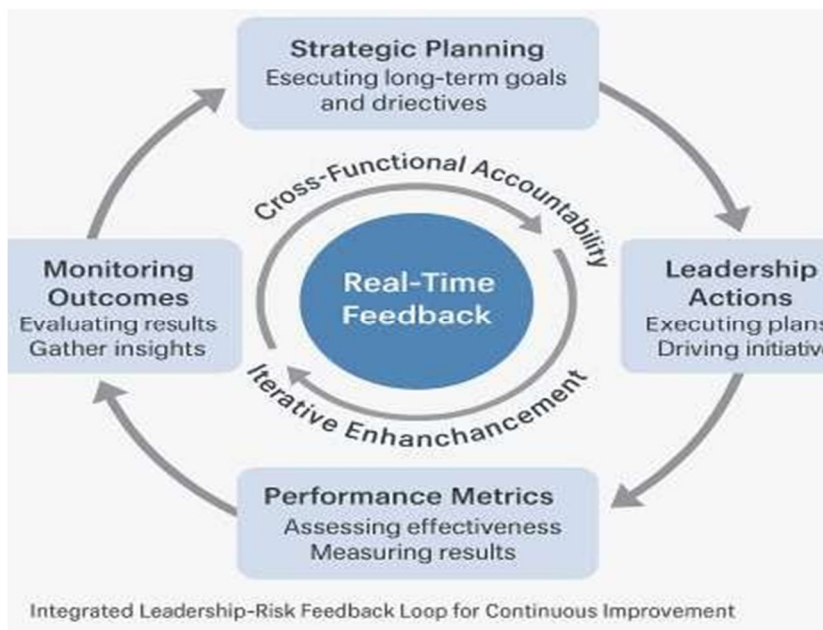 Strategic Planning
Esecuting long-term goals
and driectives
Cross-Functional Accountability
Monitoring
Outcomes
Evaluating results
Gather insights
Real-Time
Feedback
Leadership
Actions
Executing plans
Driving initiative
Iterative Enhanchancement
Performance Metrics
Assessing effectiveness
Measuring results
Integrated Leadership-Risk Feedback Loop for Continuous Improvement